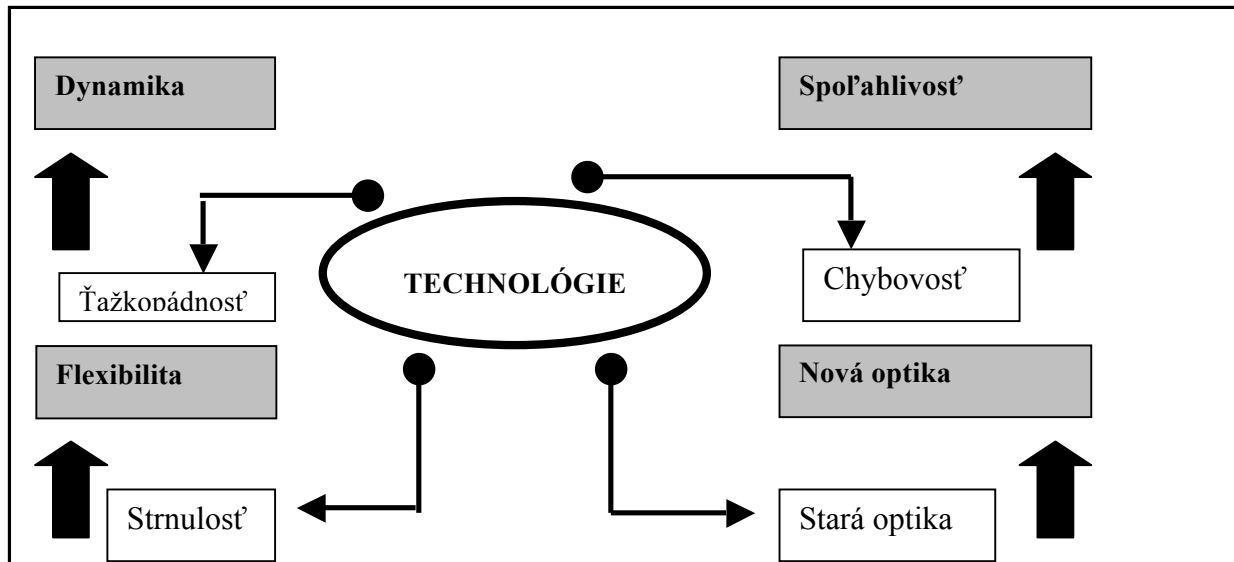 Dynamika
Spoľahlivosť
TECHNOLÓGIE
Ťažkopádnosť
Chybovosť
Flexibilita
Nová optika
Strnulosť
Stará optika